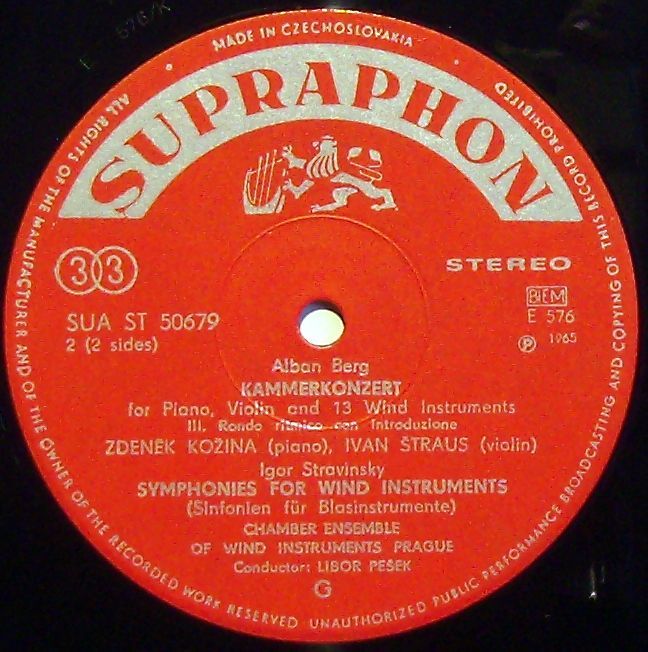 MADE IN CZECHOSLOVAKIA
SUPRAPHON
33
STEREO
BIEM
SUA ST 50679
E 576
2 (2 sides)
Ⓟ 1965
Alban Berg
KAMMERKONZERT
for Piano, Violin and 13 Wind Instruments
III. Rondo ritmico con Introduzione
ZDENĚK KOŽINA (piano), IVAN ŠTRAUS (violin)
Igor Stravinsky
SYMPHONIES FOR WIND INSTRUMENTS
(Sinfonien für Blasinstrumente)
CHAMBER ENSEMBLE
OF WIND INSTRUMENTS PRAGUE
Conductor: LIBOR PEŠEK
G
ALL RIGHTS OF THE MANUFACTURER AND OF THE OWNER OF THE RECORDED WORK RESERVED · UNAUTHORIZED PUBLIC PERFORMANCE BROADCASTING AND COPYING OF THIS RECORD PROHIBITED